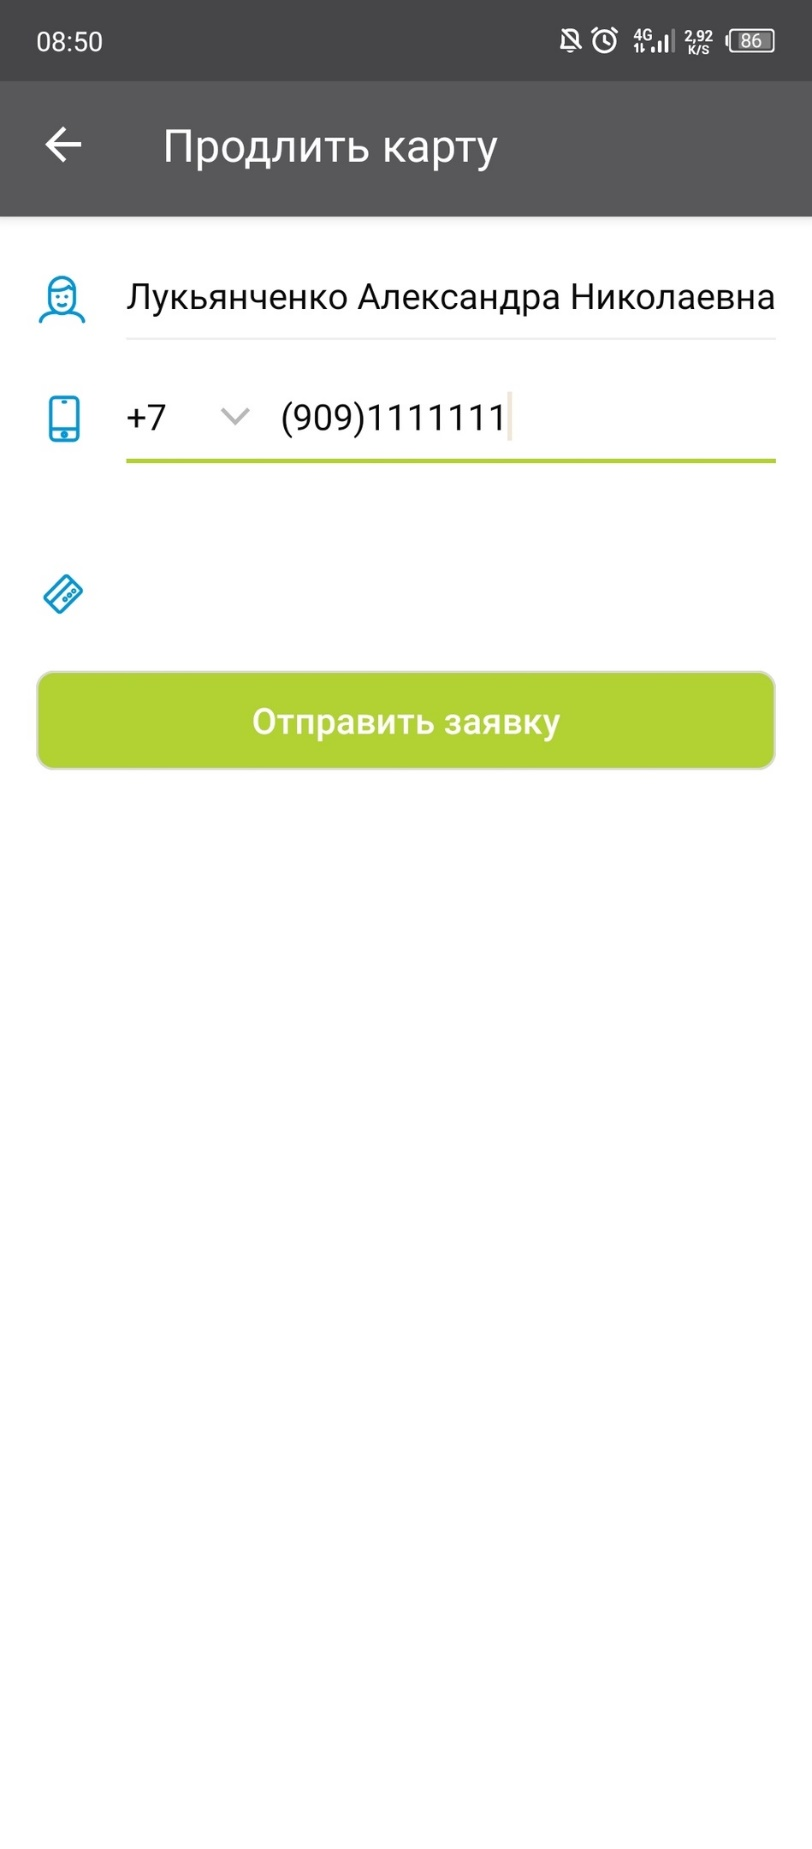 08:50
4G
2,92
K/S
86
Продлить карту
Лукьянченко Александра Николаевна
+7 (909)1111111
Отправить заявку